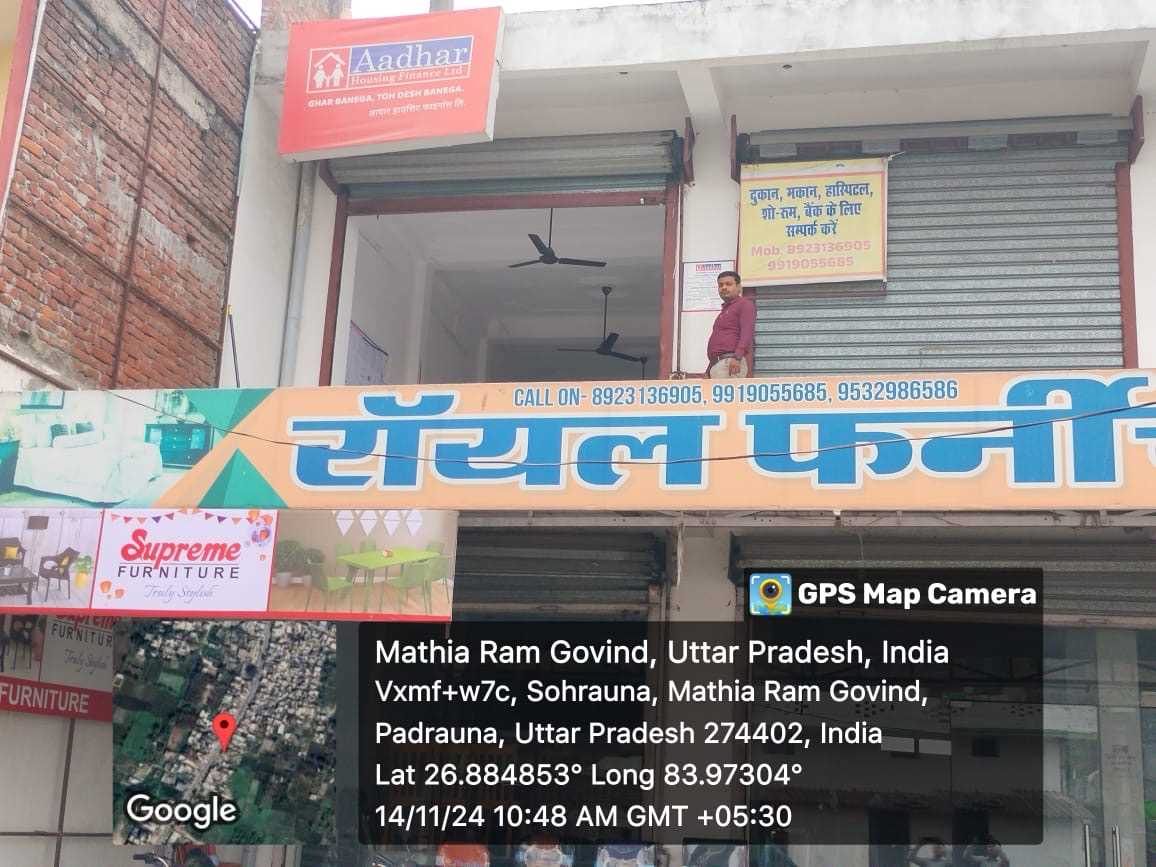 Aadhar
Housing Finance Ltd
GHAR BANEGA, TOH DESH BANEGA.
आधार हाउसिंग फाइनेंस लि.
दुकान, मकान, हास्पिटल,
शो-रूम, बैंक के लिए
सम्पर्क करें
Mob. 8923136905
9919055685
CALL ON- 8923136905, 9919055685, 9532986586
रॉयल फर्नी
Supreme
FURNITURE
Truly Stylish
FURNITUR
Truly Stylish
FURNITURE
GPS Map Camera
Mathia Ram Govind, Uttar Pradesh, India
Vxmf+w7c, Sohrauna, Mathia Ram Govind,
Padrauna, Uttar Pradesh 274402, India
Lat 26.884853° Long 83.97304°
14/11/24 10:48 AM GMT +05:30
Google